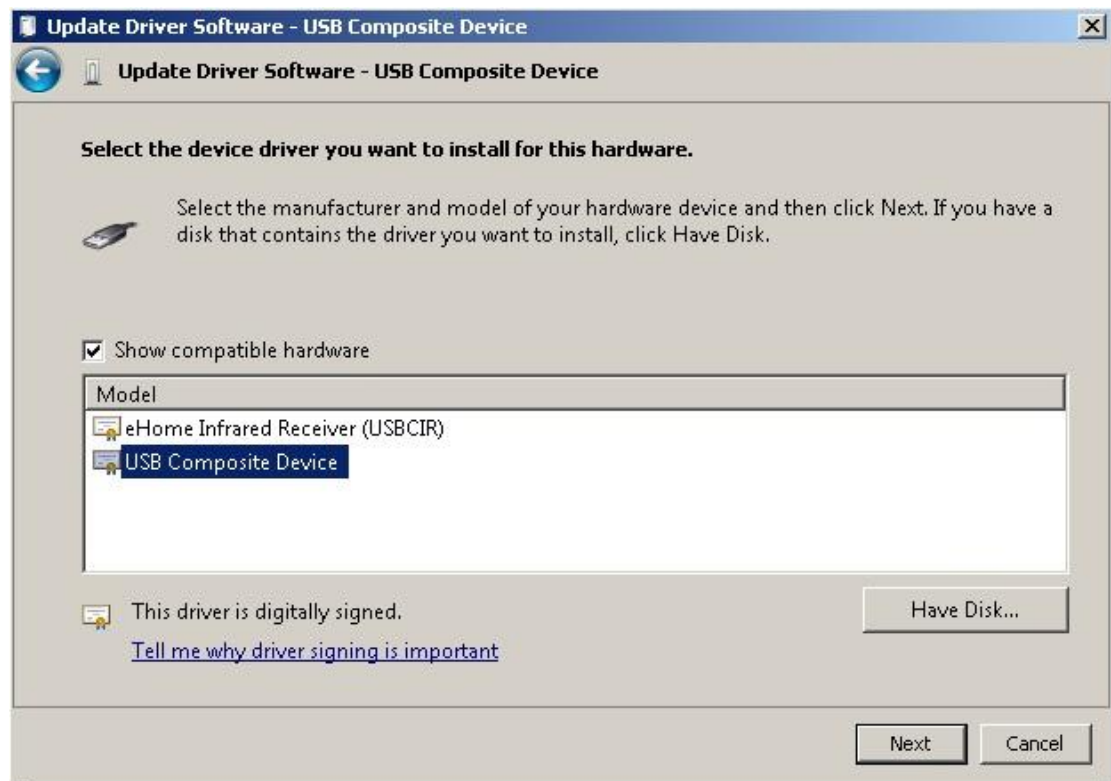 Update Driver Software - USB Composite Device
Update Driver Software - USB Composite Device
Select the device driver you want to install for this hardware.
Select the manufacturer and model of your hardware device and then click Next. If you have a
disk that contains the driver you want to install, click Have Disk.
Show compatible hardware
Model
eHome Infrared Receiver (USBCIR)
USB Composite Device
This driver is digitally signed.
Have Disk...
Tell me why driver signing is important
Next
Cancel